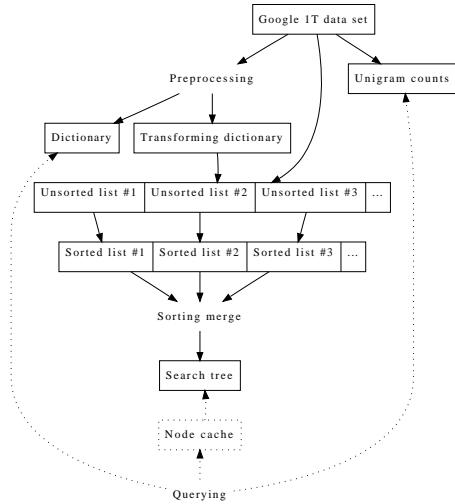 Google 1T data set
Preprocessing
Unigram counts
Dictionary
Transforming dictionary
Unsorted list #1
Unsorted list #2
Unsorted list #3
...
Sorted list #1
Sorted list #2
Sorted list #3
...
Sorting merge
Search tree
Node cache
Querying